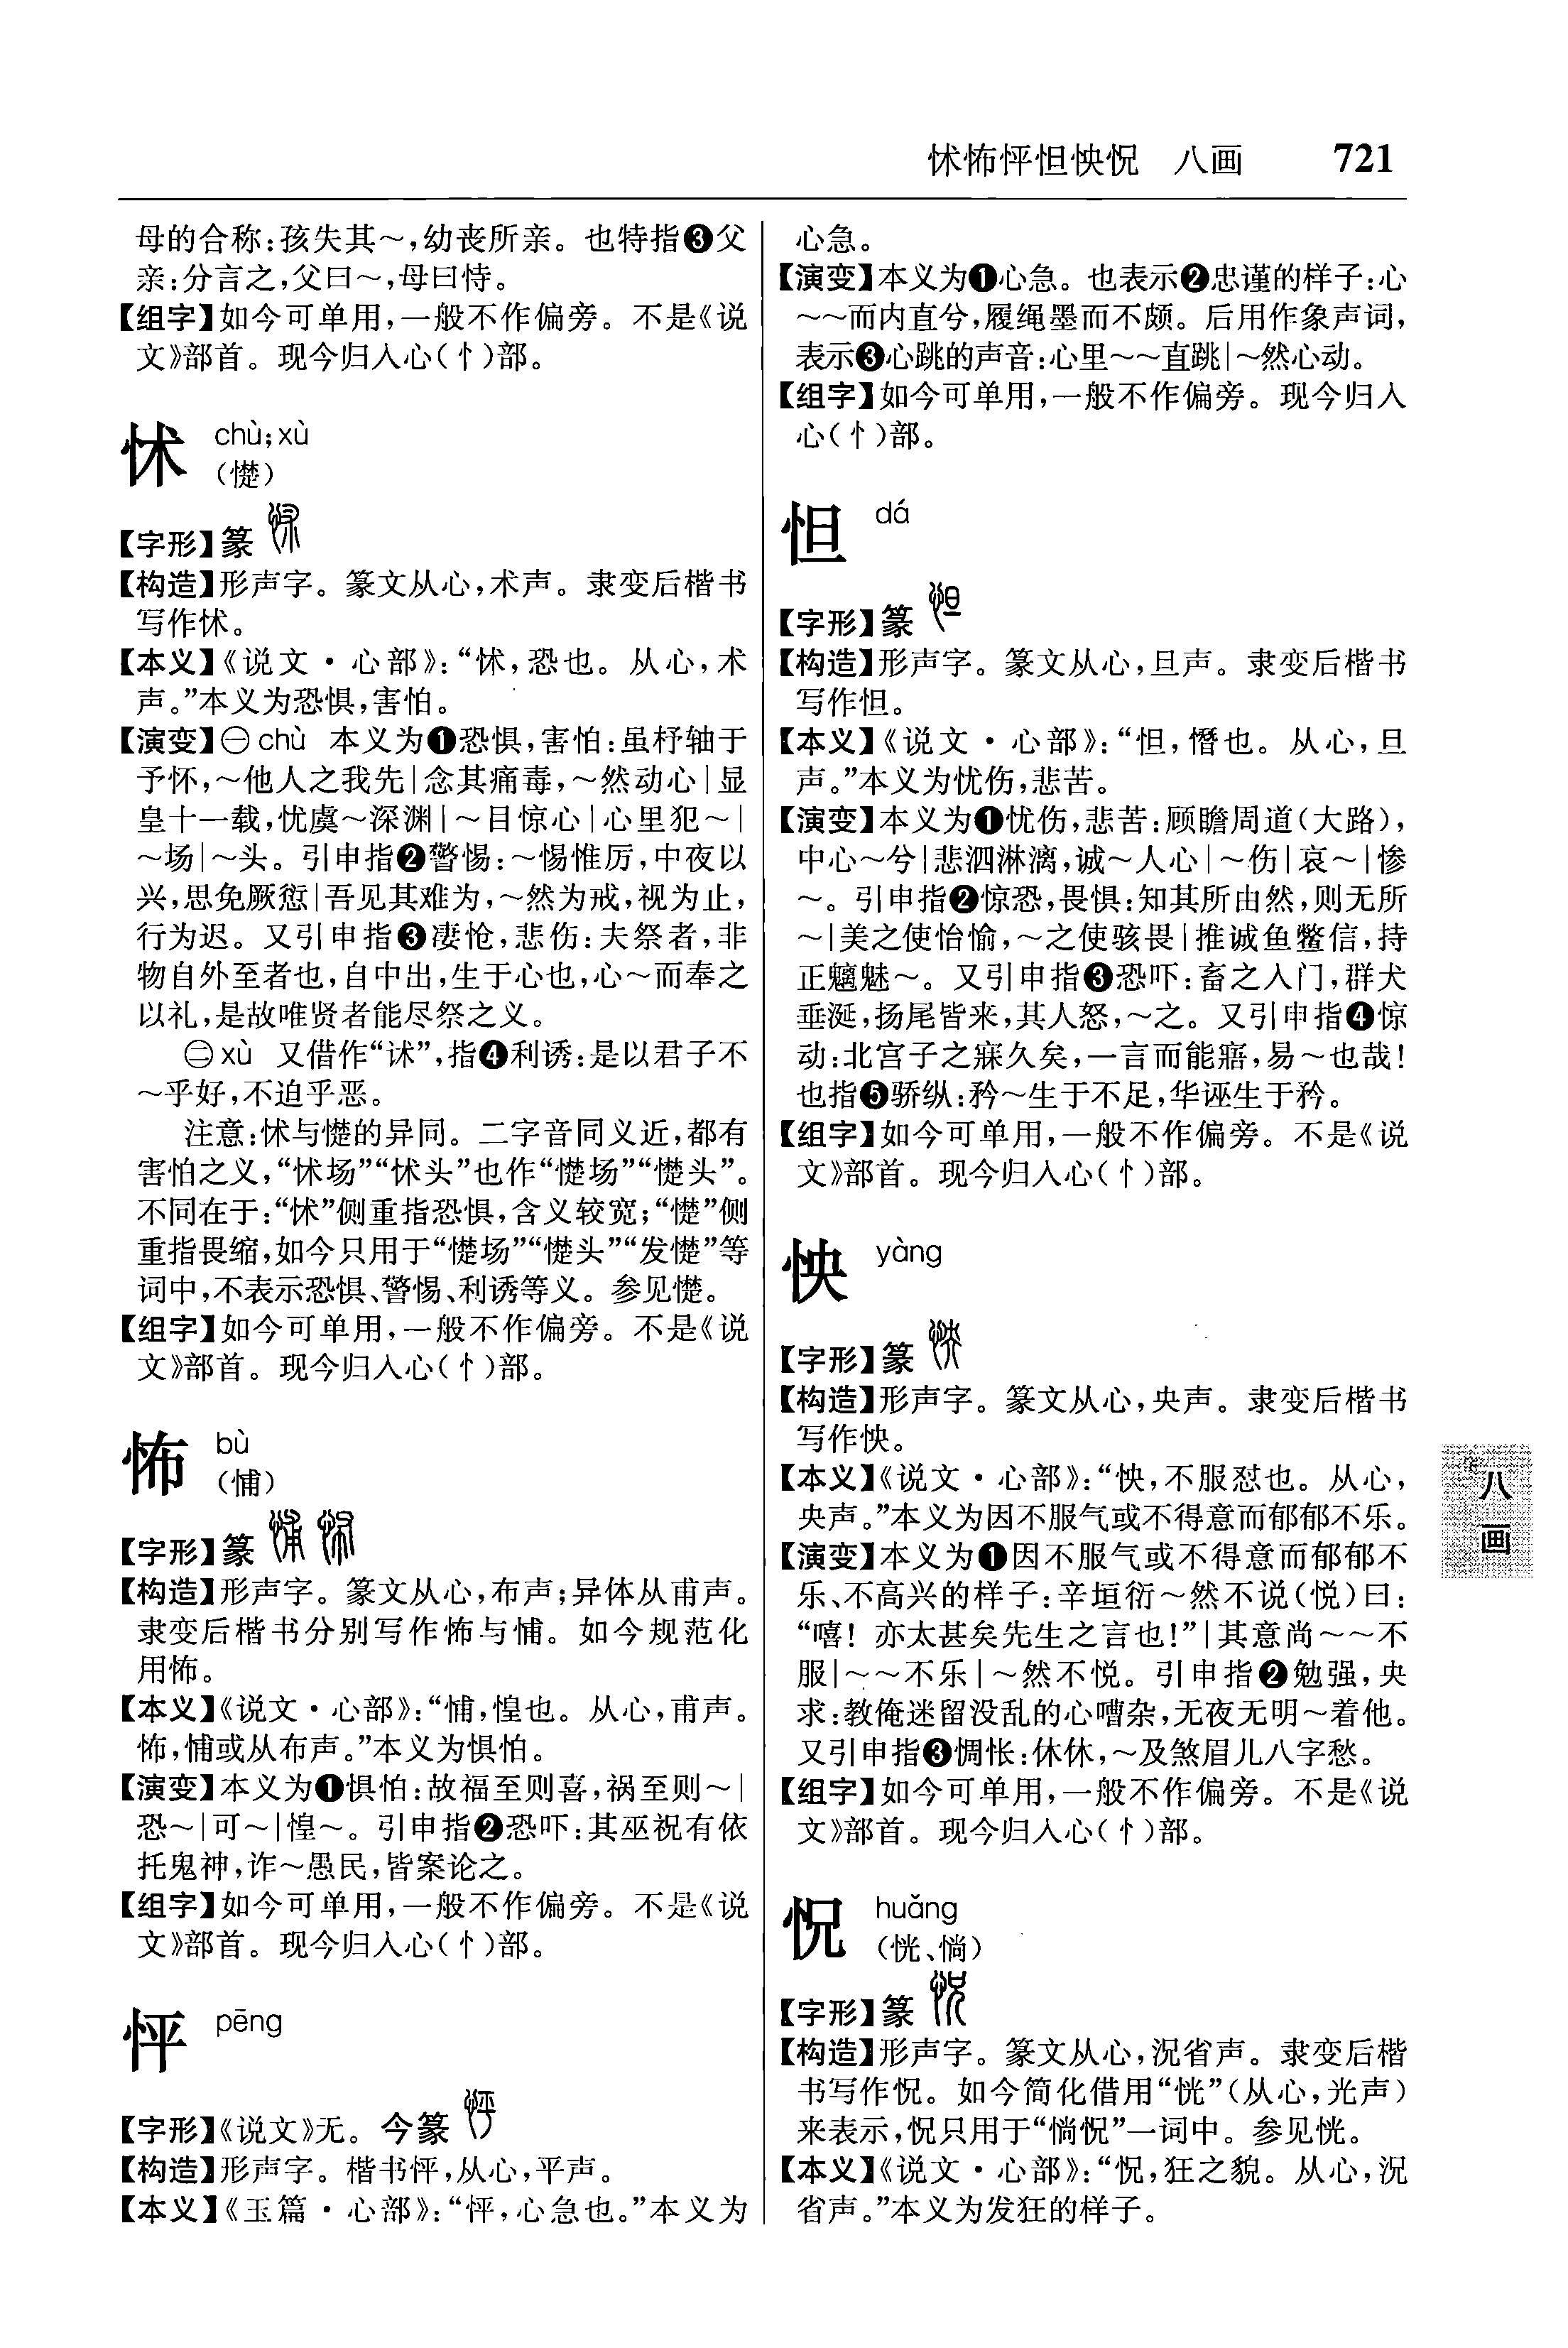 怵怖怦怛怏怳　八画　721
母的合称:孩失其～,幼丧所亲。也特指❸父
亲:分言之,父曰～,母曰恃。
【组字】如今可单用,一般不作偏旁。不是《说
文》部首。现今归入心(忄)部。
怵 chù;xù
(憷)
【字形】篆
【构造】形声字。篆文从心,术声。隶变后楷书
写作怵。
【本义】《说文·心部》:“怵,恐也。从心,术
声。”本义为恐惧,害怕。
【演变】㊀chù 本义为❶恐惧,害怕:虽杼轴于
予怀,～他人之我先|念其痛毒,～然动心|显
皇十一载,忧虞～深渊|～目惊心|心里犯～|
～场|～头。引申指❷警惕:～惕惟厉,中夜以
兴,思免厥愆|吾见其难为,～然为戒,视为止,
行为迟。又引申指❸凄怆,悲伤:夫祭者,非
物自外至者也,自中出,生于心也,心～而奉之
以礼,是故唯贤者能尽祭之义。
㊁xù 又借作“訹”,指❹利诱:是以君子不
～乎好,不迫乎恶。
注意:怵与憷的异同。二字音同义近,都有
害怕之义,“怵场”“怵头”也作“憷场”“憷头”。
不同在于:“怵”侧重指恐惧,含义较宽;“憷”侧
重指畏缩,如今只用于“憷场”“憷头”“发憷”等
词中,不表示恐惧、警惕、利诱等义。参见憷。
【组字】如今可单用,一般不作偏旁。不是《说
文》部首。现今归入心(忄)部。
怖 bù
(悑)
【字形】篆
【构造】形声字。篆文从心,布声;异体从甫声。
隶变后楷书分别写作怖与悑。如今规范化
用怖。
【本义】《说文·心部》:“悑,惶也。从心,甫声。
怖,悑或从布声。”本义为惧怕。
【演变】本义为❶惧怕:故福至则喜,祸至则～|
恐～|可～|惶～。引申指❷恐吓:其巫祝有依
托鬼神,诈～愚民,皆案论之。
【组字】如今可单用,一般不作偏旁。不是《说
文》部首。现今归入心(忄)部。
怦 pēng
【字形】《说文》无。今篆
【构造】形声字。楷书怦,从心,平声。
【本义】《玉篇·心部》:“怦,心急也。”本义为
心急。
【演变】本义为❶心急。也表示❷忠谨的样子:心
～～而内直兮,履绳墨而不颇。后用作象声词,
表示❸心跳的声音:心里～～直跳|～然心动。
【组字】如今可单用,一般不作偏旁。现今归入
心(忄)部。
怛 dá
【字形】篆
【构造】形声字。篆文从心,旦声。隶变后楷书
写作怛。
【本义】《说文·心部》:“怛,憯也。从心,旦
声。”本义为忧伤,悲苦。
【演变】本义为❶忧伤,悲苦:顾瞻周道(大路),
中心～兮|悲泗淋漓,诚～人心|～伤|哀～|惨
～。引申指❷惊恐,畏惧:知其所由然,则无所
～|美之使怡愉,～之使骇畏|推诚鱼鳖信,持
正魑魅～。又引申指❸恐吓:畜之入门,群犬
垂涎,扬尾皆来,其人怒,～之。又引申指❹惊
动:北宫子之寐久矣,一言而能寤,易～也哉!
也指❺骄纵:矜～生于不足,华诬生于矜。
【组字】如今可单用,一般不作偏旁。不是《说
文》部首。现今归入心(忄)部。
怏 yàng
【字形】篆
【构造】形声字。篆文从心,央声。隶变后楷书
写作怏。
【本义】《说文·心部》:“怏,不服怼也。从心,
央声。”本义为因不服气或不得意而郁郁不乐。
【演变】本义为❶因不服气或不得意而郁郁不
乐、不高兴的样子:辛垣衍～然不说(悦)曰:
“嘻! 亦太甚矣先生之言也!”|其意尚～～不
服|～～不乐|～然不悦。引申指❷勉强,央
求:教俺迷留没乱的心嘈杂,无夜无明～着他。
又引申指❸惆怅:休休,～及煞眉儿八字愁。
【组字】如今可单用,一般不作偏旁。不是《说
文》部首。现今归入心(忄)部。
怳 huǎng
(恍、惝)
【字形】篆
【构造】形声字。篆文从心,況省声。隶变后楷
书写作怳。如今简化借用“恍”(从心,光声)
来表示,怳只用于“惝怳”一词中。参见恍。
【本义】《说文·心部》:“怳,狂之貌。从心,況
省声。”本义为发狂的样子。
八
画